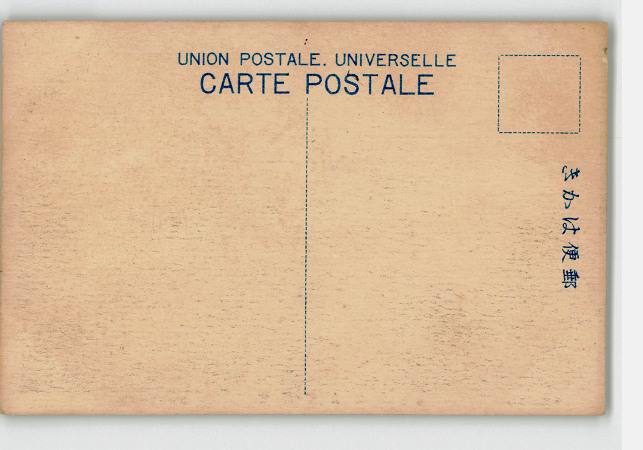 UNION POSTALE. UNIVERSELLE
CARTE POSTALE
郵便はかき